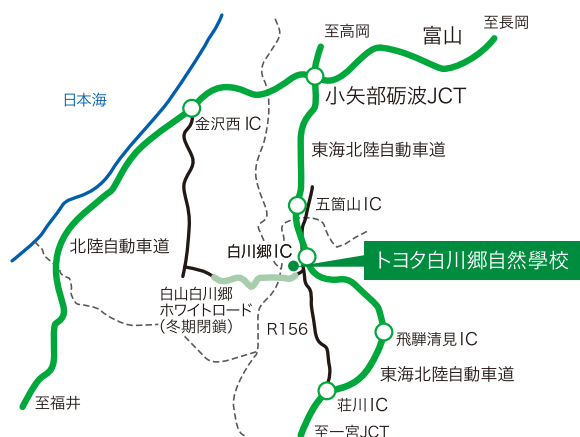 至長岡
至高岡
富山
日本海
小矢部砺波JCT
金沢西IC
東海北陸自動車道
五箇山IC
北陸自動車道
白川郷IC
トヨタ白川郷自然學校
白山白川郷
ホワイトロード
（冬期閉鎖）
R156
飛騨清見IC
東海北陸自動車道
至福井
荘川IC
至一宮JCT